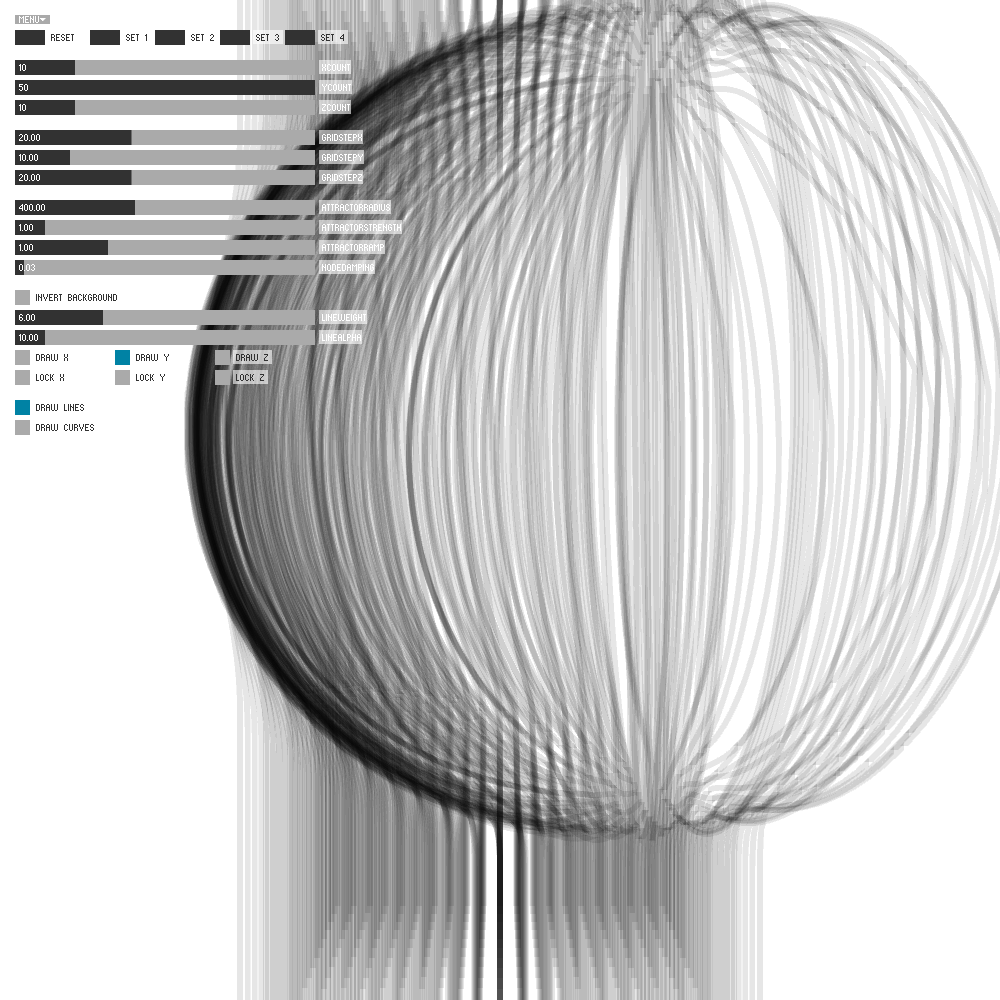 MENU
RESET SET 1 SET 2 SET 3 SET 4
10 XCOUNT
50 YCOUNT
10 ZCOUNT
20.00 GRIDSTEPX
10.00 GRIDSTEPY
20.00 GRIDSTEPZ
400.00 ATTRACTORRADIUS
1.00 ATTRACTORSTRENGTH
1.00 ATTRACTORRAMP
0.03 NODEDAMPING
INVERT BACKGROUND
6.00 LINEWEIGHT
10.00 LINEALPHA
DRAW X DRAW Y DRAW Z
LOCK X LOCK Y LOCK Z
DRAW LINES
DRAW CURVES